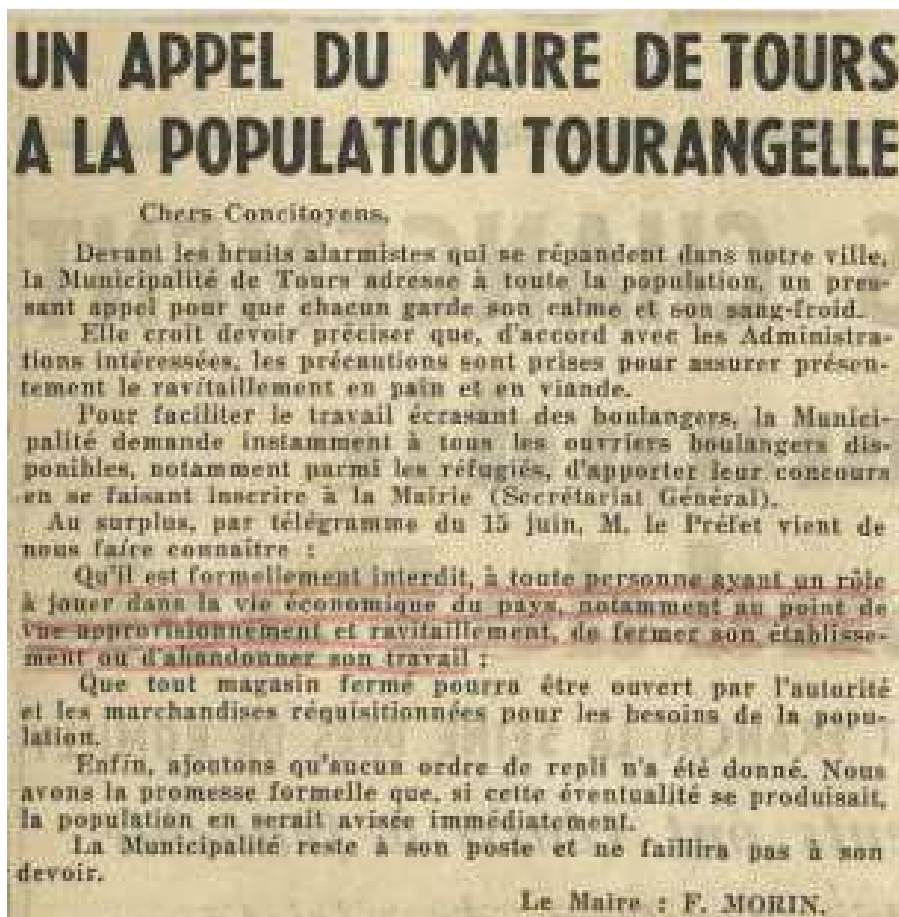 UN APPEL DU MAIRE DE TOURS
A LA POPULATION TOURANGELLE
Chers Concitoyens,
Devant les bruits alarmistes qui se répandent dans notre ville,
la Municipalité de Tours adresse à toute la population, un pres-
sant appel pour que chacun garde son calme et son sang-froid.
Elle croit devoir préciser que, d'accord avec les Administra-
tions intéressées, les précautions sont prises pour assurer présen-
tement le ravitaillement en pain et en viande.
Pour faciliter le travail écrasant des boulangers, la Munici-
palité demande instamment à tous les ouvriers boulangers dis-
ponibles, notamment parmi les réfugiés, d'apporter leur concours
en se faisant inscrire à la Mairie (Secrétariat Général).
Au surplus, par télégramme du 15 juin, M. le Préfet vient de
nous faire connaître :
Qu'il est formellement interdit, à toute personne ayant un rôle
à jouer dans la vie économique du pays, notamment au point de
vue approvisionnement et ravitaillement, de fermer son établisse-
ment ou d'abandonner son travail ;
Que tout magasin fermé pourra être ouvert par l'autorité
et les marchandises réquisitionnées pour les besoins de la popu-
lation.
Enfin, ajoutons qu'aucun ordre de repli n'a été donné. Nous
avons la promesse formelle que, si cette éventualité se produisait,
la population en serait avisée immédiatement.
La Municipalité reste à son poste et ne faillira pas à son
devoir.
Le Maire : F. MORIN.